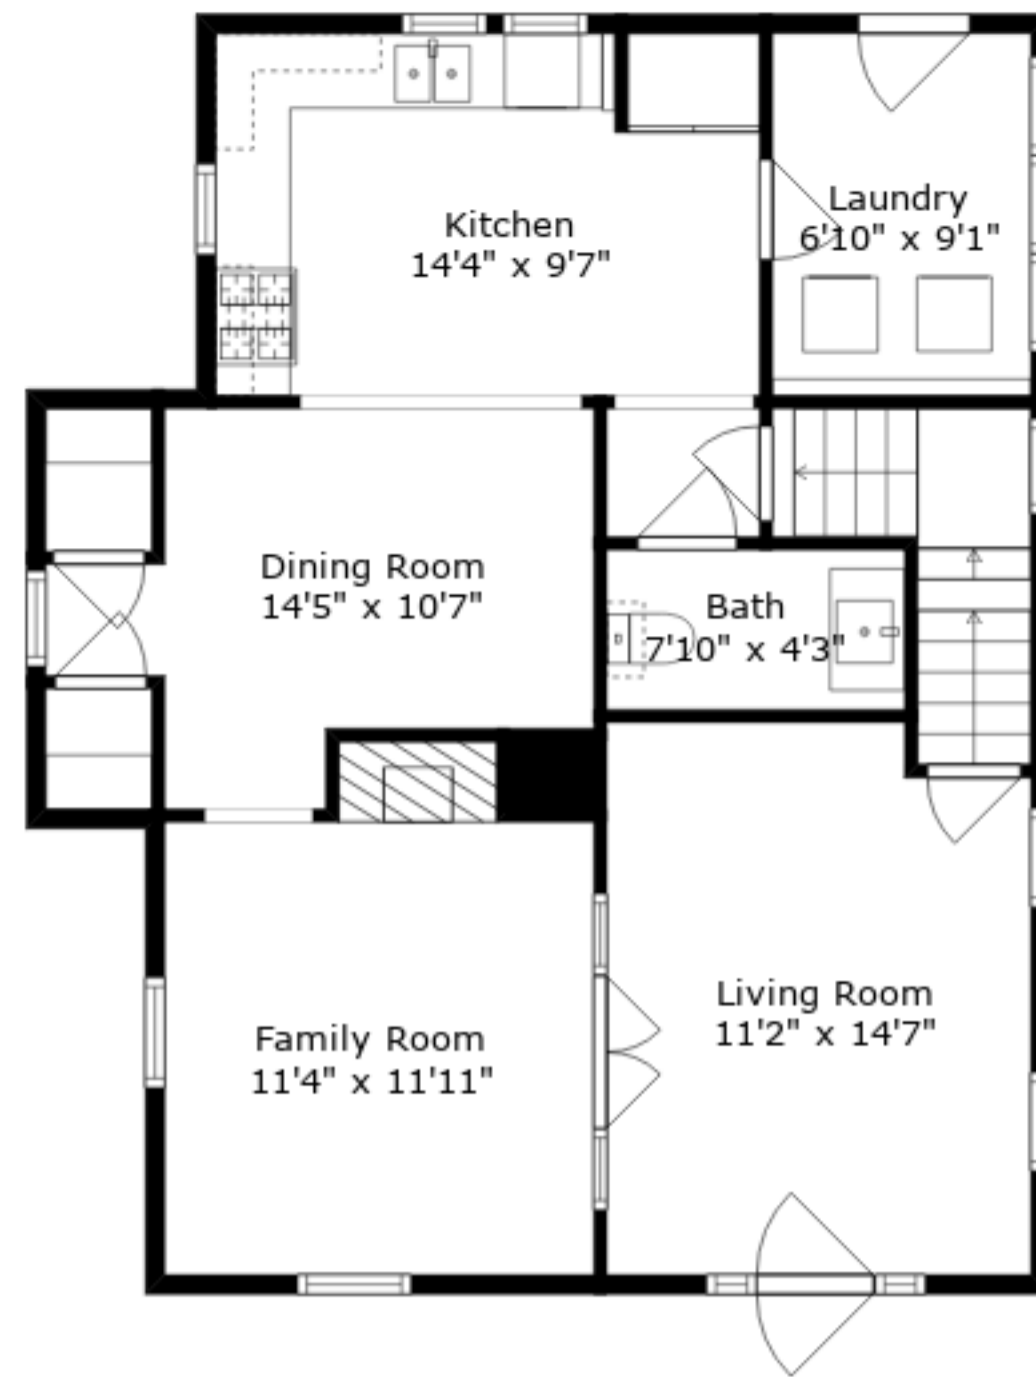 Kitchen
14'4" x 9'7"
Laundry
6'10" x 9'1"
Dining Room
14'5" x 10'7"
Bath
7'10" x 4'3"
Living Room
11'2" x 14'7"
Family Room
11'4" x 11'11"